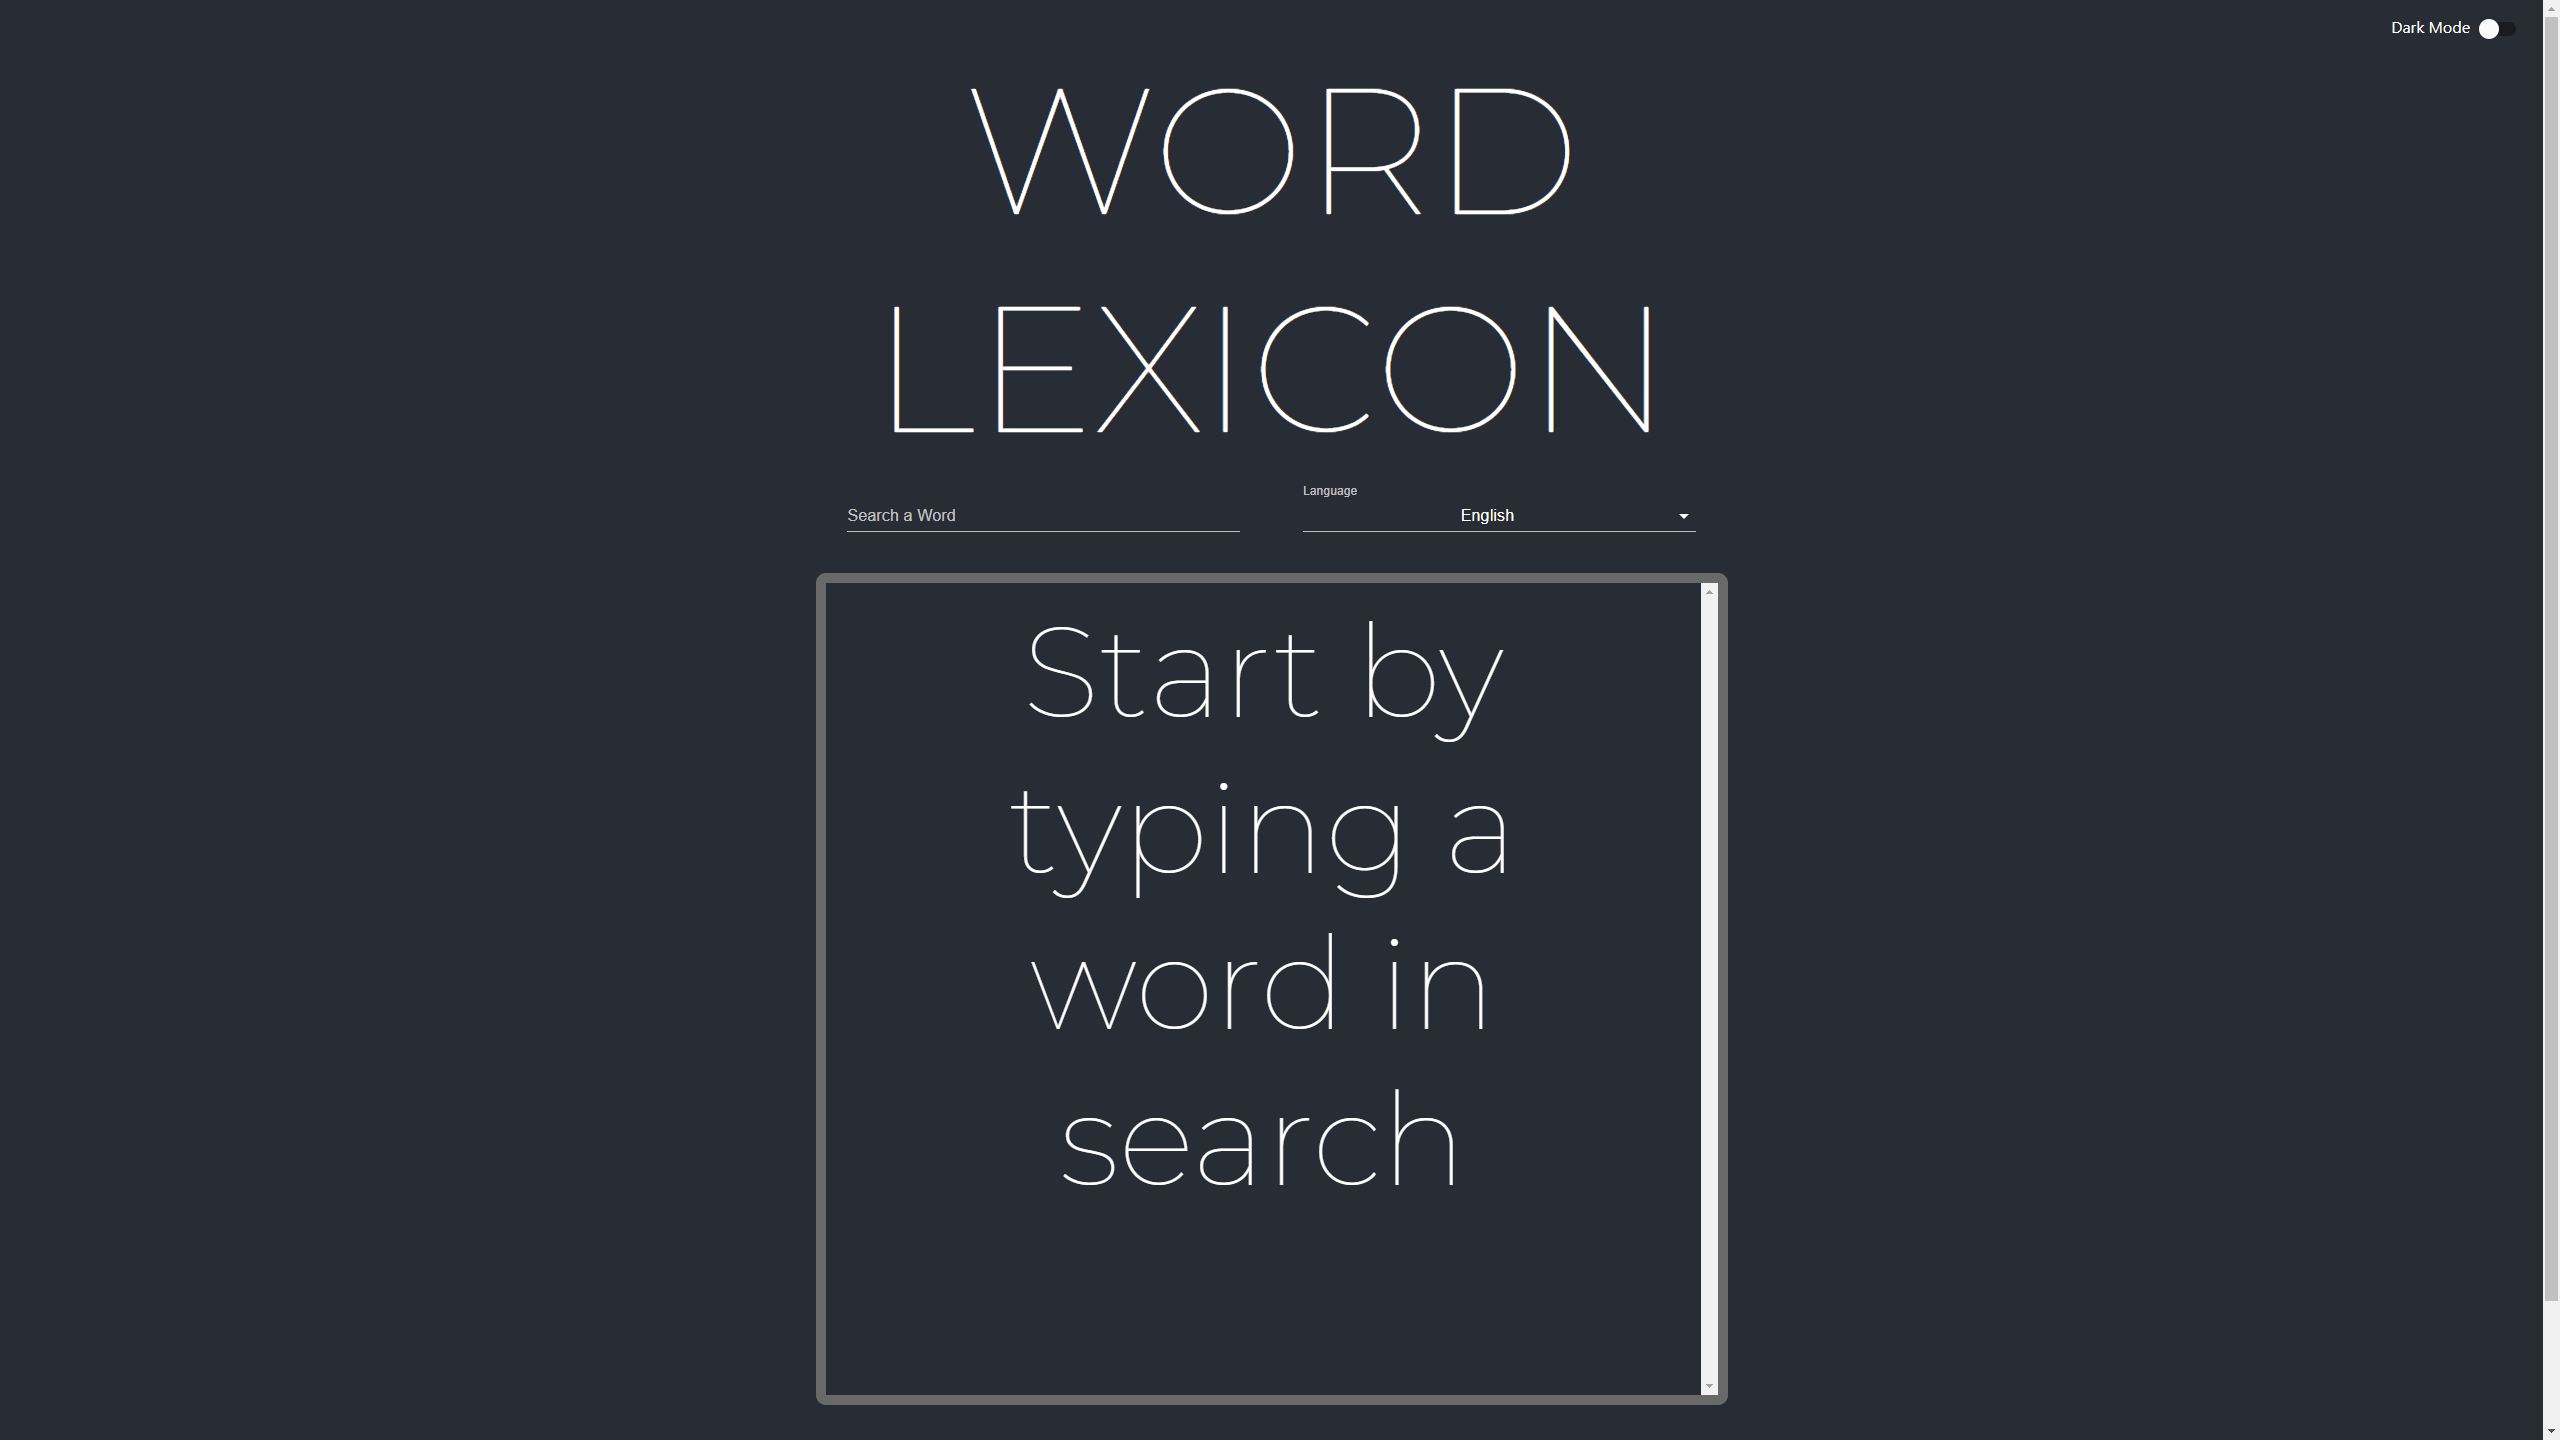 Dark Mode
WORD
LEXICON
Language
Search a Word
English
Start by
typing a
word in
search